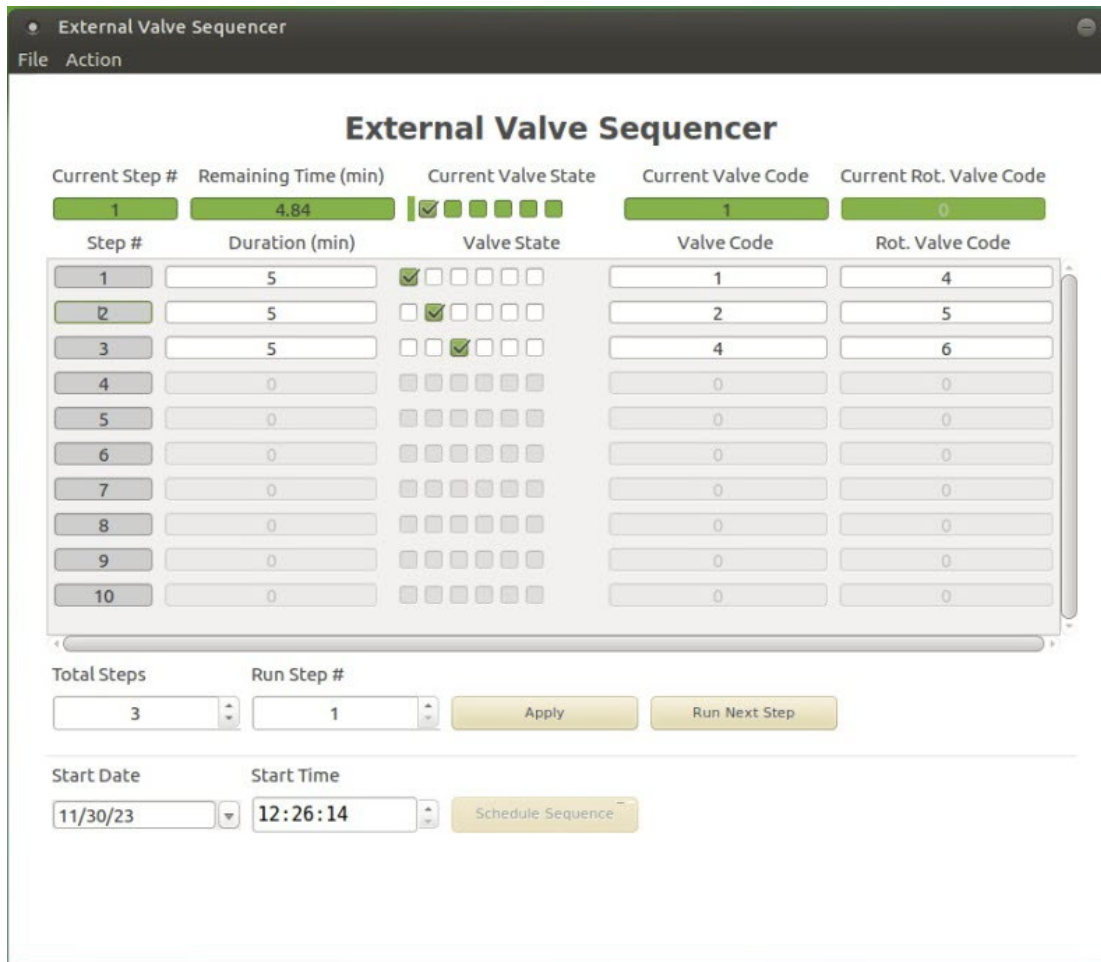 External Valve Sequencer
File Action
External Valve Sequencer
Current Step # Remaining Time (min) Current Valve State Current Valve Code Current Rot. Valve Code
1 4.84 1 0
Step # Duration (min) Valve State Valve Code Rot. Valve Code
1 5 1 4
2 5 2 5
3 5 4 6
4 0 0 0
5 0 0 0
6 0 0 0
7 0 0 0
8 0 0 0
9 0 0 0
10 0 0 0
Total Steps Run Step #
3 1 Apply Run Next Step
Start Date Start Time
11/30/23 12:26:14 Schedule Sequence